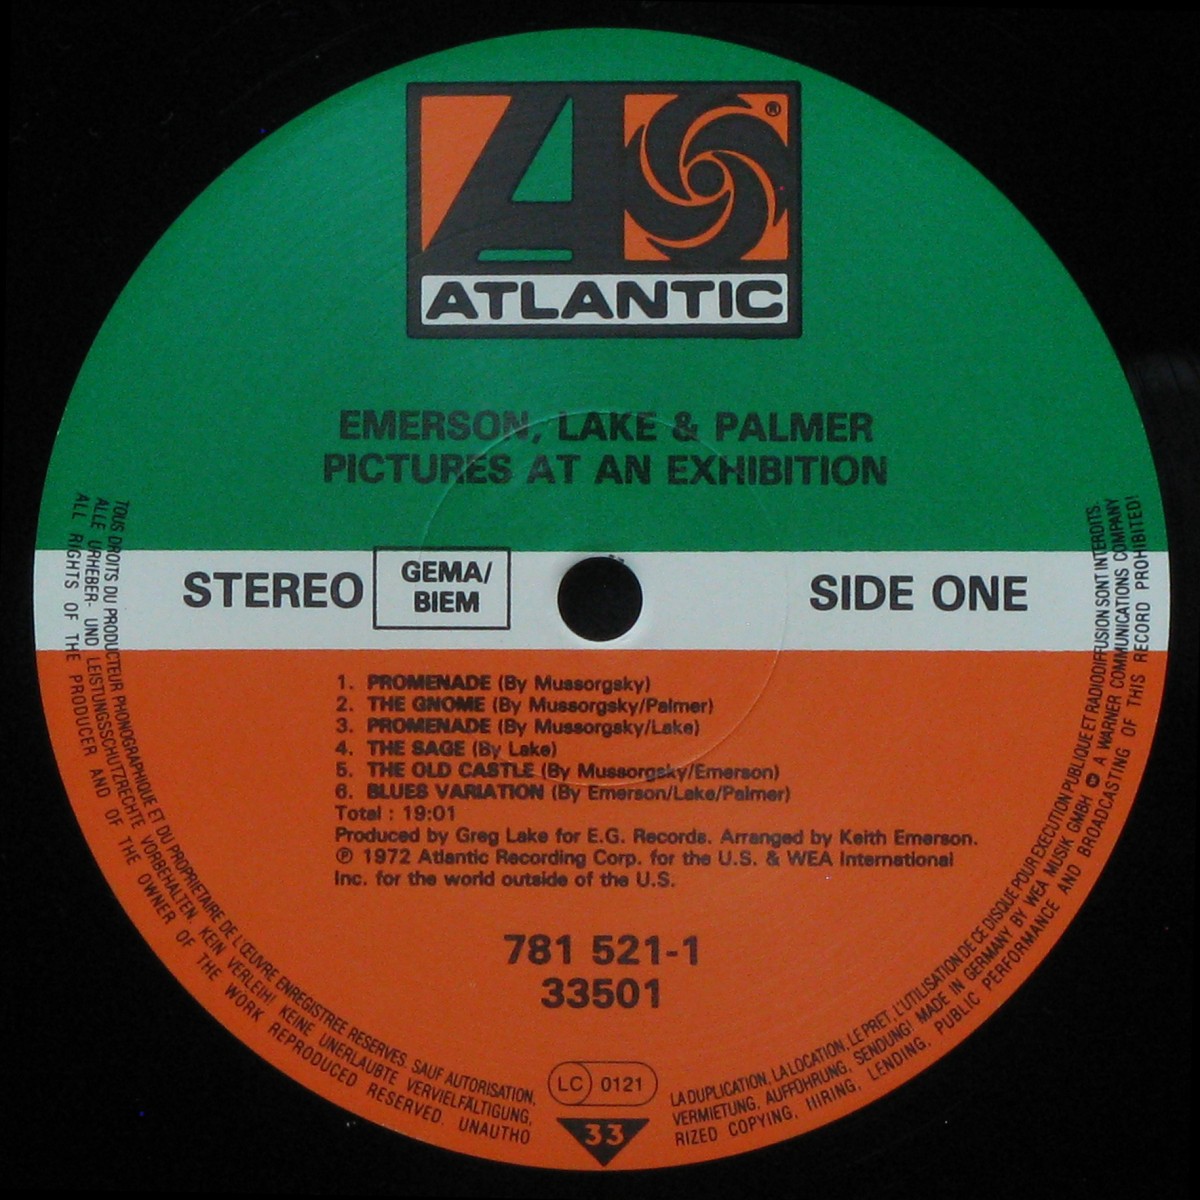 ®
ATLANTIC
EMERSON, LAKE & PALMER
PICTURES AT AN EXHIBITION
STEREO
GEMA/
BIEM
SIDE ONE
1. PROMENADE (By Mussorgsky)
2. THE GNOME (By Mussorgsky/Palmer)
3. PROMENADE (By Mussorgsky/Lake)
4. THE SAGE (By Lake)
5. THE OLD CASTLE (By Mussorgsky/Emerson)
6. BLUES VARIATION (By Emerson/Lake/Palmer)
Total : 19:01
Produced by Greg Lake for E.G. Records. Arranged by Keith Emerson.
℗ 1972 Atlantic Recording Corp. for the U.S. & WEA International
Inc. for the world outside of the U.S.
781 521-1
33501
LC 0121
33
TOUS DROITS DU PRODUCTEUR PHONOGRAPHIQUE ET DU PROPRIETAIRE DE L'ŒUVRE ENREGISTREE RESERVES. SAUF AUTORISATION,
LA DUPLICATION, LA LOCATION, LE PRET, L'UTILISATION DE CE DISQUE POUR EXECUTION PUBLIQUE ET RADIODIFFUSION SONT INTERDITS.
ALLE URHEBER- UND LEISTUNGSSCHUTZRECHTE VORBEHALTEN. KEIN VERLEIH! KEINE UNERLAUBTE VERVIELFÄLTIGUNG,
VERMIETUNG, AUFFÜHRUNG, SENDUNG! MADE IN GERMANY BY WEA MUSIK GMBH A WARNER COMMUNICATIONS COMPANY
ALL RIGHTS OF THE PRODUCER AND OF THE OWNER OF THE WORK REPRODUCED RESERVED. UNAUTHO
RIZED COPYING, HIRING, LENDING, PUBLIC PERFORMANCE AND BROADCASTING OF THIS RECORD PROHIBITED!